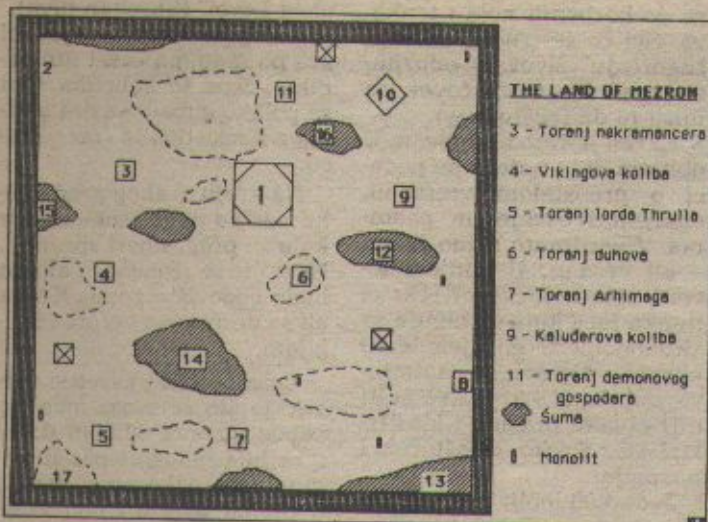 2
11
10
16
3
1
9
15
12
4
6
14
8
5
7
17
13
THE LAND OF MEZRON
3 - Toranj nekramancera
4 - Vikingova koliba
5 - Toranj lorda Thrulla
6 - Toranj duhova
7 - Toranj Arhimaga
9 - Kaluđerova koliba
11 - Toranj demonovog
gospodara
Šuma
Monolit